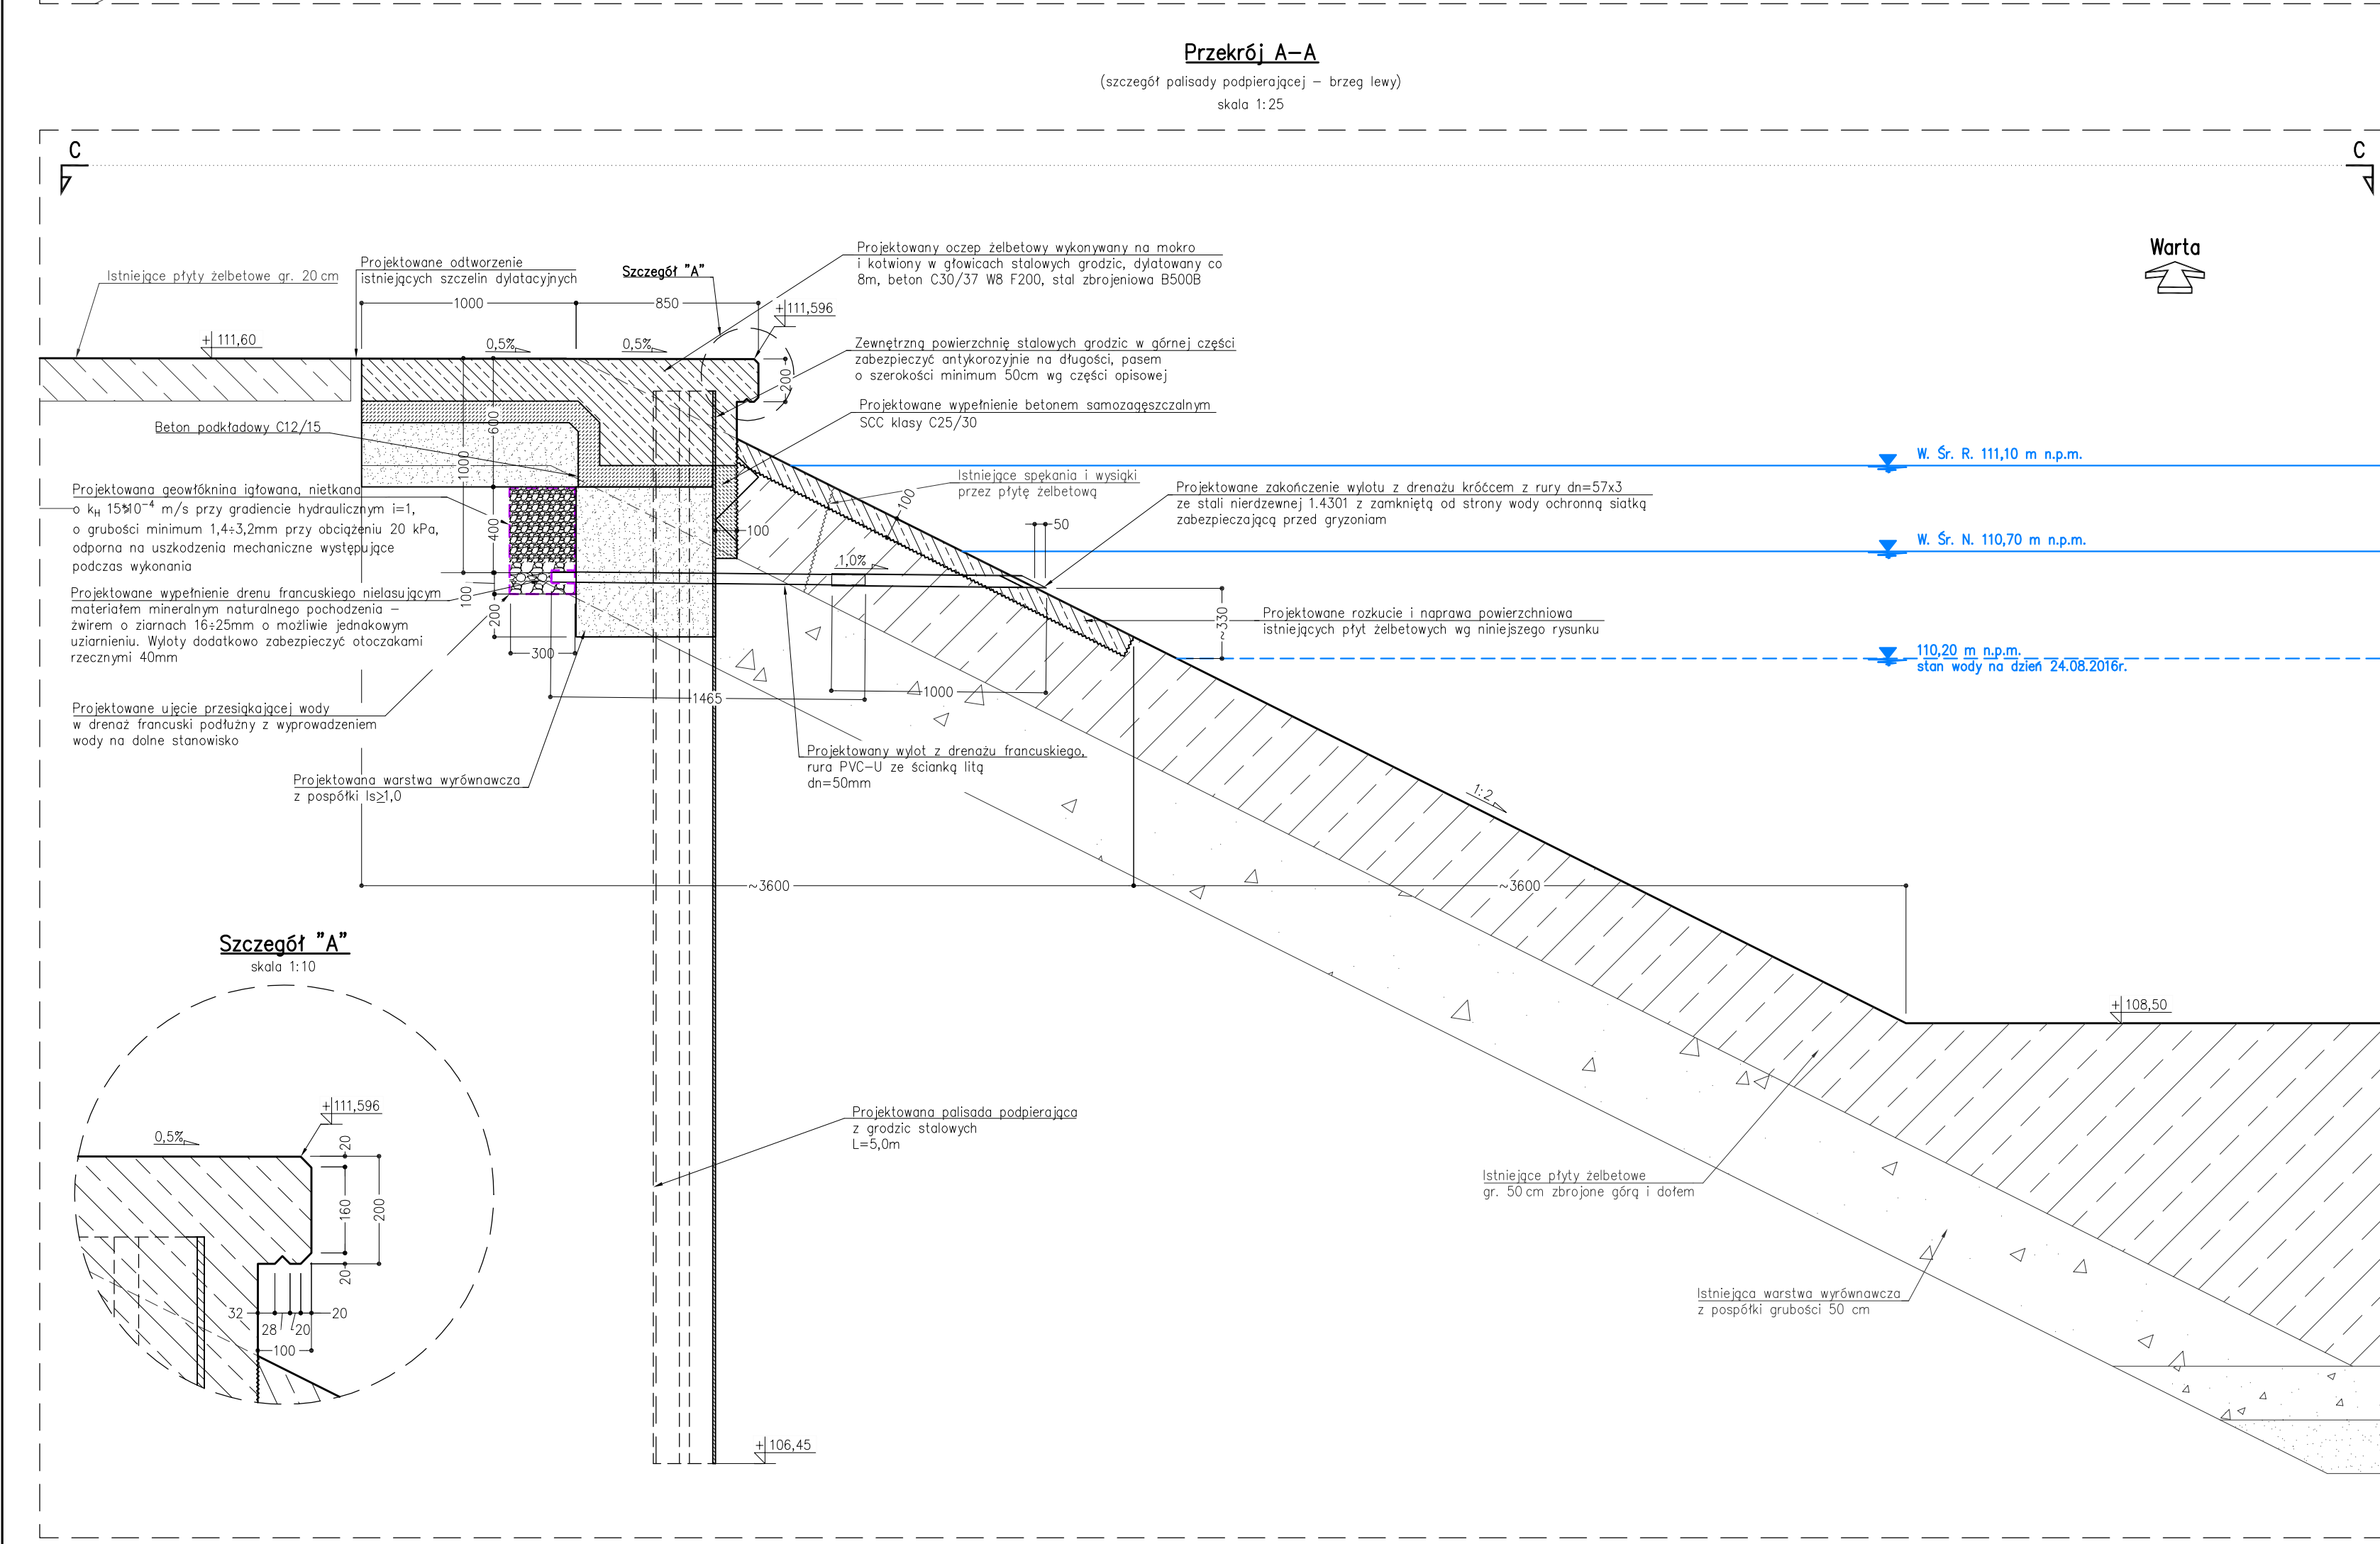 Przekrój A–A
(szczegół palisady podpierającej – brzeg lewy)
skala 1:25
C
C
Warta
Istniejące płyty żelbetowe gr. 20 cm
Projektowane odtworzenie
istniejących szczelin dylatacyjnych
Szczegół "A"
Projektowany oczep żelbetowy wykonywany na mokro
i kotwiony w głowicach stalowych grodzic, dylatowany co
8m, beton C30/37 W8 F200, stal zbrojeniowa B500B
1000
850
+111,596
+111,60
0,5%
0,5%
Zewnętrzną powierzchnię stalowych grodzic w górnej części
zabezpieczyć antykorozyjnie na długości, pasem
o szerokości minimum 50cm wg części opisowej
200
Projektowane wypełnienie betonem samozagęszczalnym
SCC klasy C25/30
Beton podkładowy C12/15
600
1000
W. Śr. R. 111,10 m n.p.m.
Istniejące spękania i wysiąki
przez płytę żelbetową
Projektowana geowłóknina igłowana, nietkana
o kH 15*10⁻⁴ m/s przy gradiencie hydraulicznym i=1,
o grubości minimum 1,4÷3,2mm przy obciążeniu 20 kPa,
odporna na uszkodzenia mechaniczne występujące
podczas wykonania
Projektowane zakończenie wylotu z drenażu króćcem z rury dn=57x3
ze stali nierdzewnej 1.4301 z zamkniętą od strony wody ochronną siatką
zabezpieczającą przed gryzoniam
100
50
400
100
W. Śr. N. 110,70 m n.p.m.
1,0%
Projektowane wypełnienie drenu francuskiego nielasującym
materiałem mineralnym naturalnego pochodzenia –
żwirem o ziarnach 16÷25mm o możliwie jednakowym
uziarnieniu. Wyloty dodatkowo zabezpieczyć otoczakami
rzecznymi 40mm
100
200
300
~330
Projektowane rozkucie i naprawa powierzchniowa
istniejących płyt żelbetowych wg niniejszego rysunku
110,20 m n.p.m.
stan wody na dzień 24.08.2016r.
1465
1000
Projektowane ujęcie przesiąkającej wody
w drenaż francuski podłużny z wyprowadzeniem
wody na dolne stanowisko
Projektowany wylot z drenażu francuskiego,
rura PVC–U ze ścianką litą
dn=50mm
Projektowana warstwa wyrównawcza
z pospółki Is≥1,0
1:2
~3600
~3600
Szczegół "A"
skala 1:10
+108,50
+111,596
0,5%
20
160
200
20
32
28
20
20
100
Projektowana palisada podpierająca
z grodzic stalowych
L=5,0m
Istniejące płyty żelbetowe
gr. 50 cm zbrojone górą i dołem
Istniejąca warstwa wyrównawcza
z pospółki grubości 50 cm
+106,45